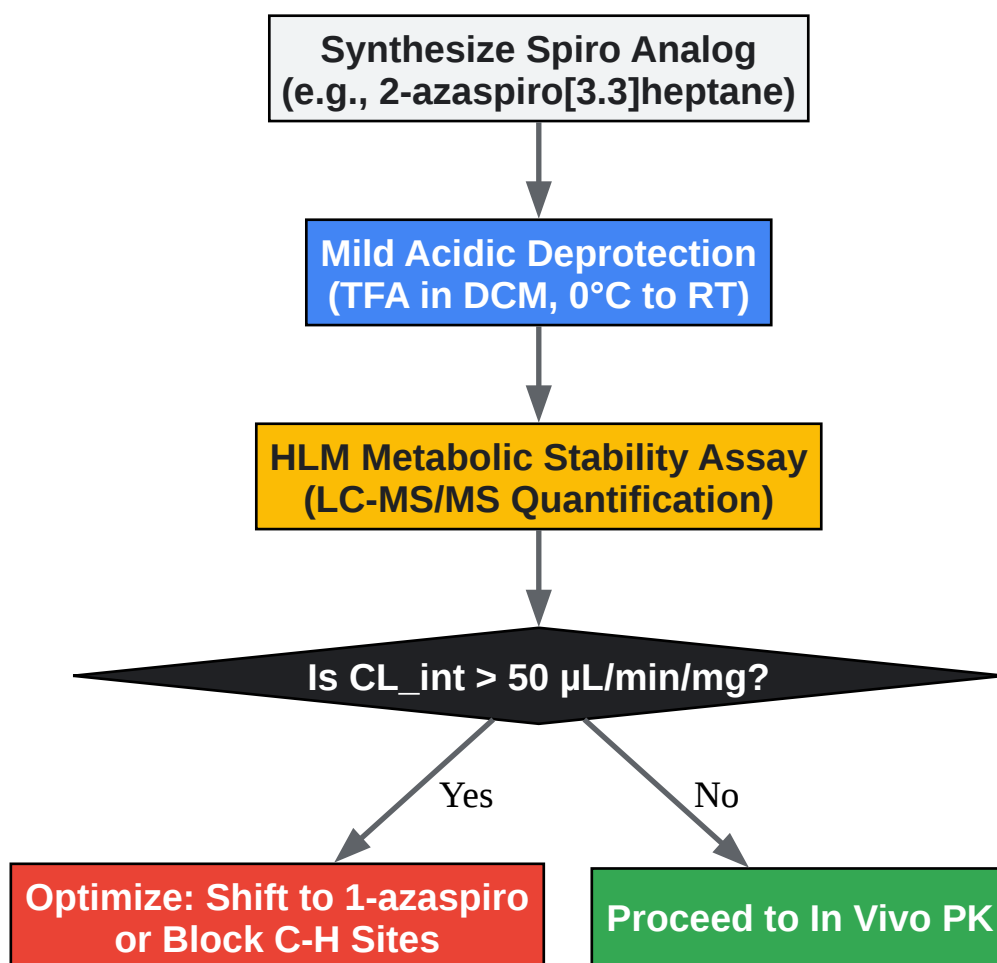 Synthesize Spiro Analog
(e.g., 2-azaspiro[3.3]heptane)
Mild Acidic Deprotection
(TFA in DCM, 0°C to RT)
HLM Metabolic Stability Assay
(LC-MS/MS Quantification)
Is CL_int > 50 µL/min/mg?
Yes
No
Optimize: Shift to 1-azaspiro
or Block C-H Sites
Proceed to In Vivo PK